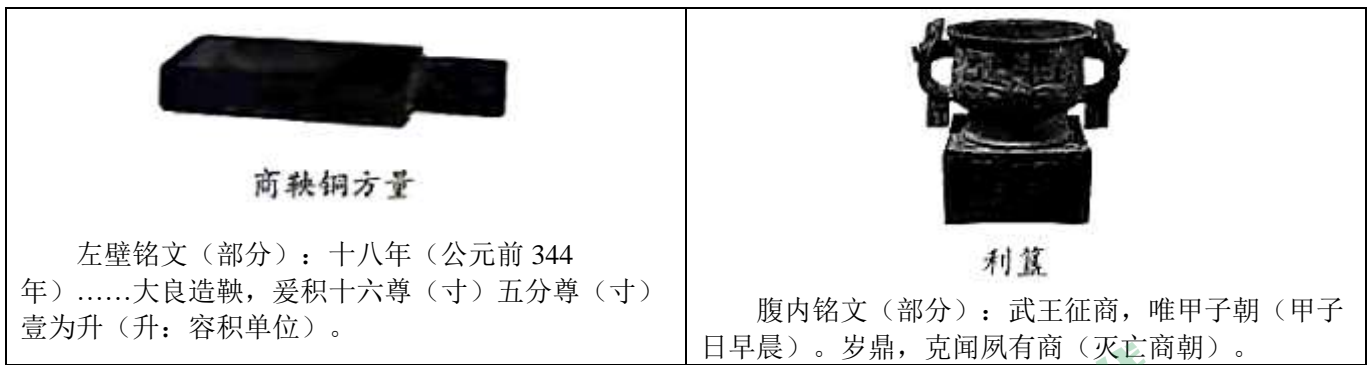 商鞅铜方量
左壁铭文（部分）：十八年（公元前 344
年）……大良造鞅，爰积十六尊（寸）五分尊（寸）
壹为升（升：容积单位）。
利簋
腹内铭文（部分）：武王征商，唯甲子朝（甲子
日早晨）。岁鼎，克闻夙有商（灭亡商朝）。